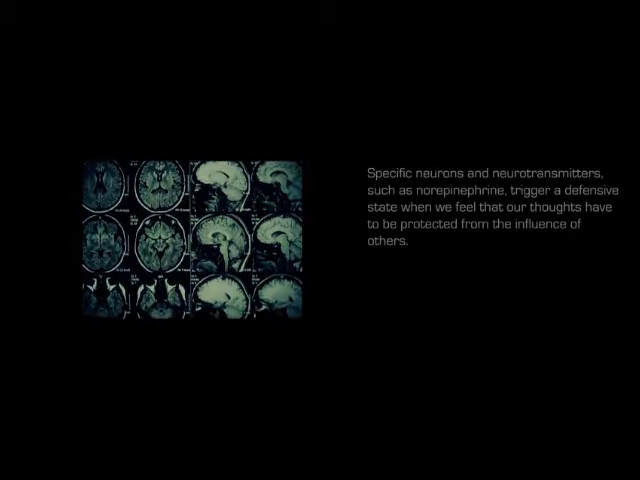 Specific neurons and neurotransmitters,
such as norepinephrine, trigger a defensive
state when we feel that our thoughts have
to be protected from the influence of
others.